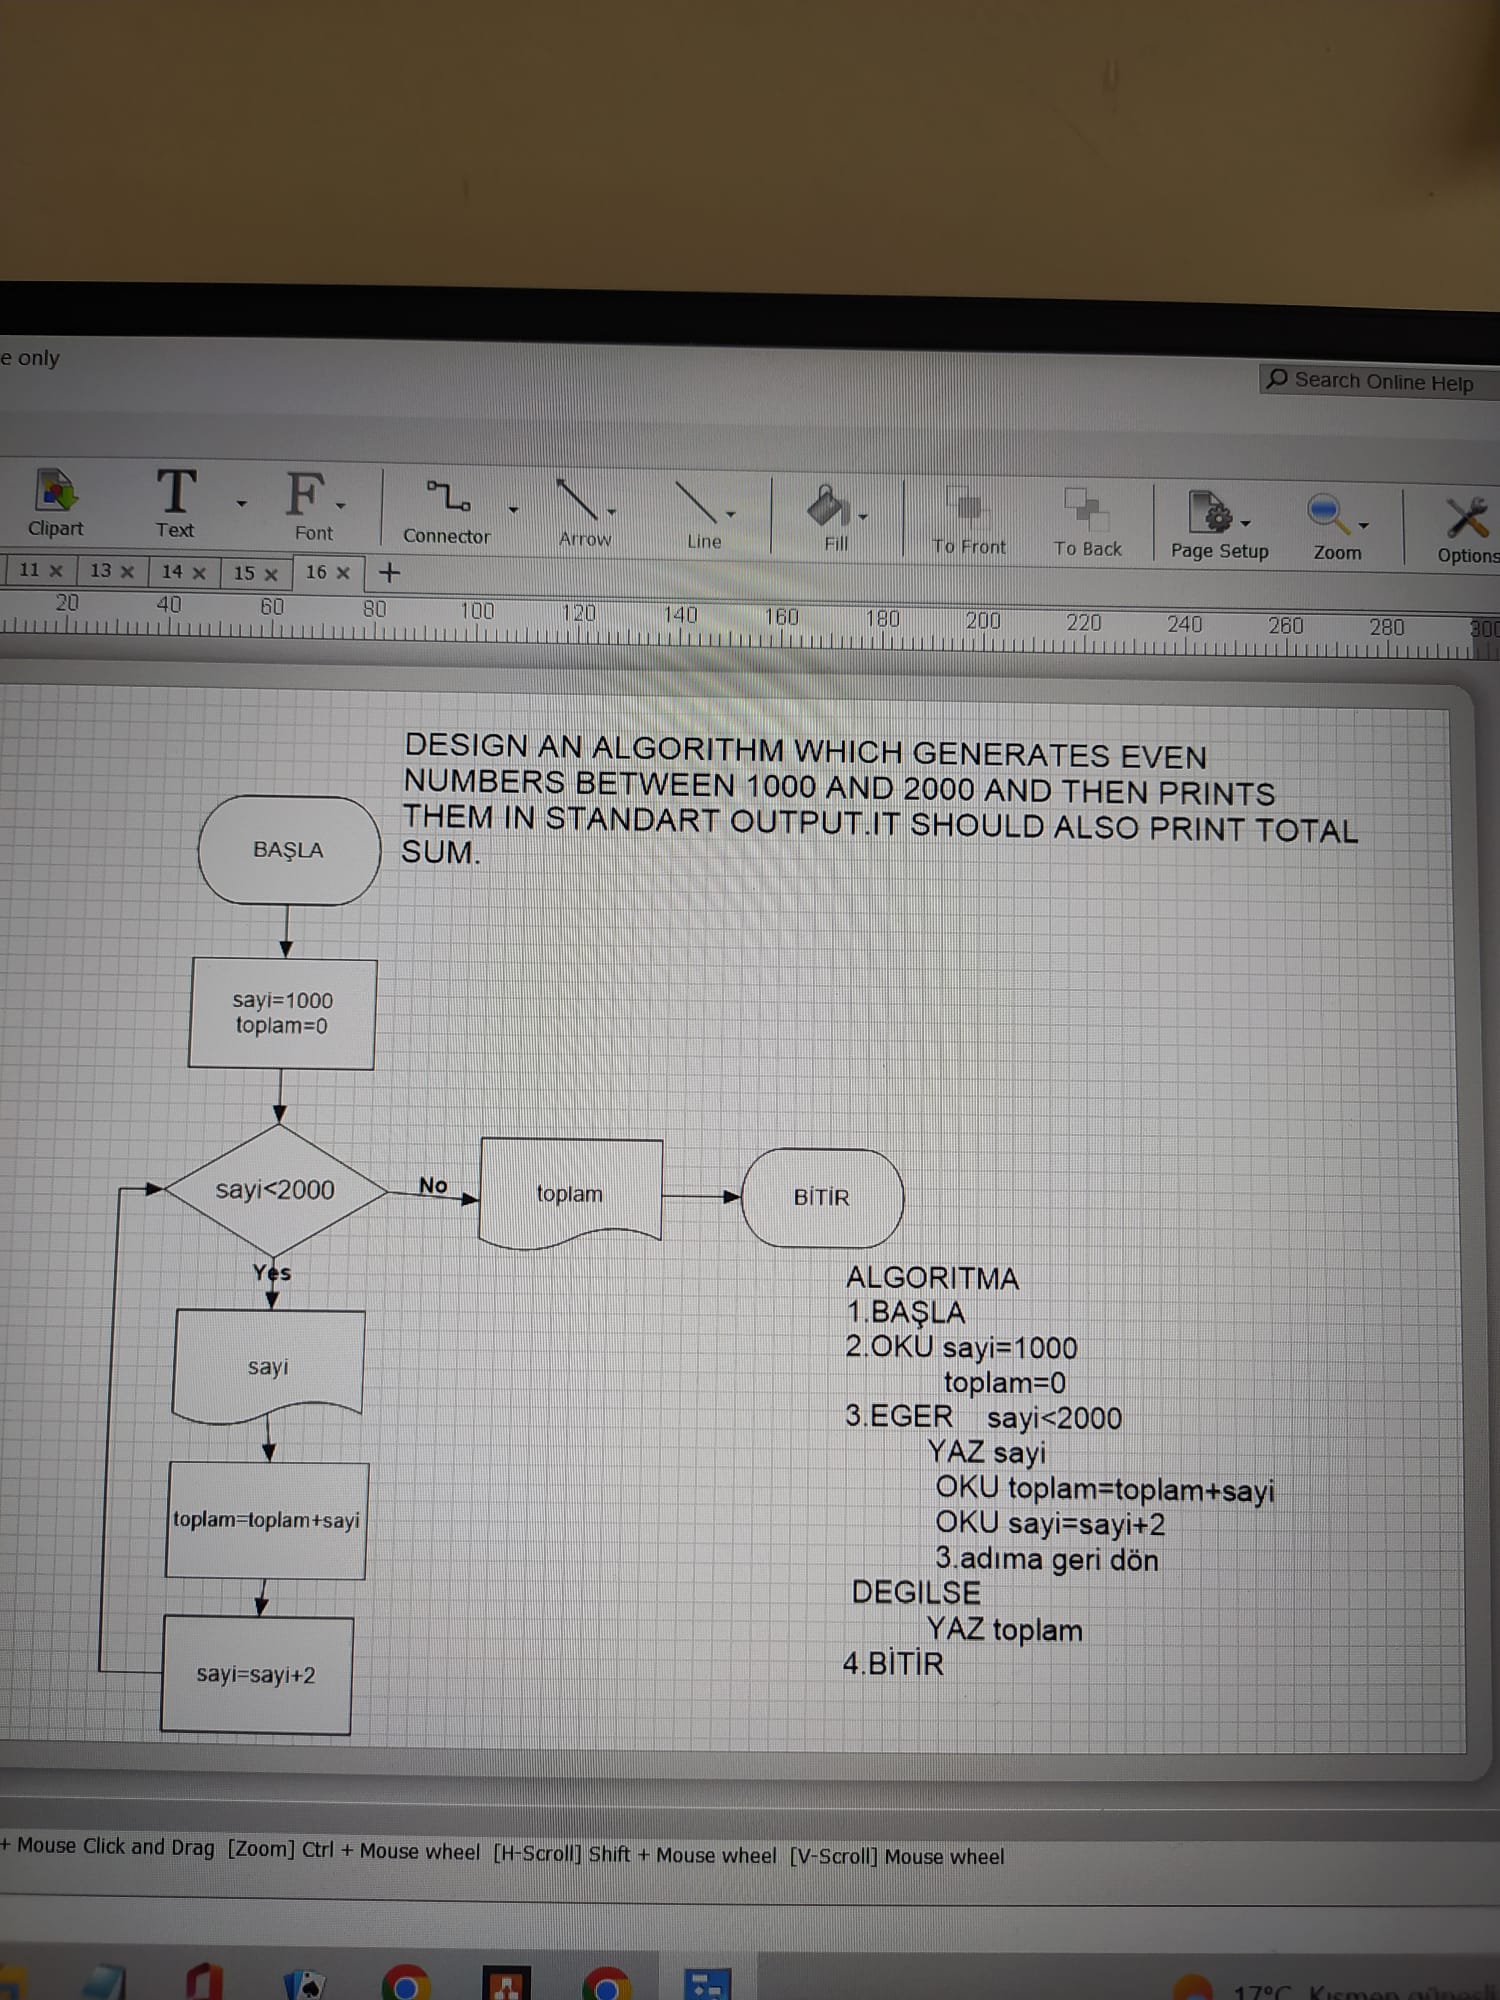 e only
Search Online Help
Clipart
Text
Font
Connector
Arrow
Line
Fill
To Front
To Back
Page Setup
Zoom
Options
11 13 14 15 16
20 40 60 80 100 120 140 160 180 200 220 240 260 280 300
DESIGN AN ALGORITHM WHICH GENERATES EVEN
NUMBERS BETWEEN 1000 AND 2000 AND THEN PRINTS
THEM IN STANDART OUTPUT.IT SHOULD ALSO PRINT TOTAL
SUM.
BAŞLA
sayi=1000
toplam=0
sayi<2000
No
toplam
BİTİR
Yes
sayi
toplam=toplam+sayi
sayi=sayi+2
ALGORITMA
1.BAŞLA
2.OKU sayi=1000
toplam=0
3.EGER sayi<2000
YAZ sayi
OKU toplam=toplam+sayi
OKU sayi=sayi+2
3.adıma geri dön
DEGILSE
YAZ toplam
4.BİTİR
+ Mouse Click and Drag [Zoom] Ctrl + Mouse wheel [H-Scroll] Shift + Mouse wheel [V-Scroll] Mouse wheel
17°C Kısmen güneşli